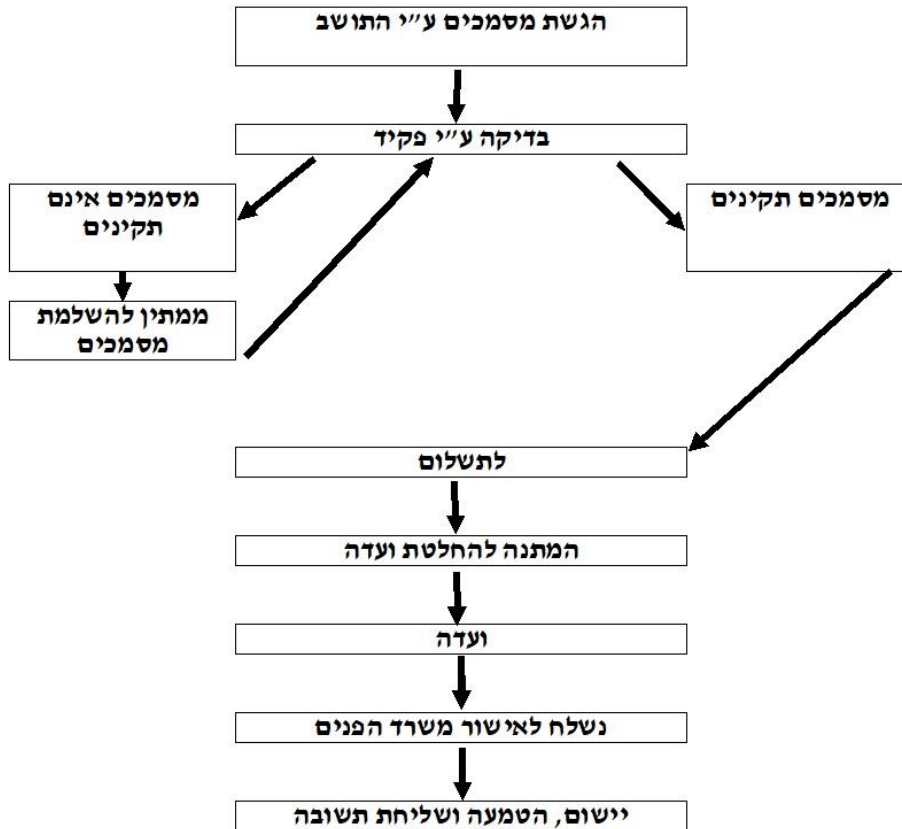 הגשת מסמכים ע״י התושב
בדיקה ע״י פקיד
מסמכים תקינים
מסמכים אינם
תקינים
ממתין להשלמת
מסמכים
לתשלום
המתנה להחלטת ועדה
ועדה
נשלח לאישור משרד הפנים
יישום, הטמעה ושליחת תשובה